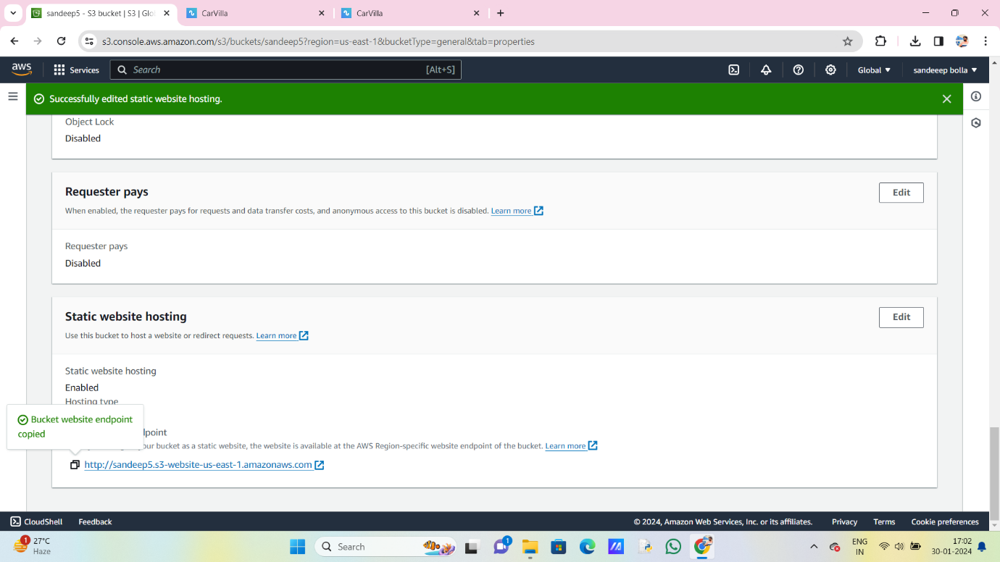 sandeep5 - S3 bucket | S3 | Glo
CarVilla
CarVilla
s3.console.aws.amazon.com/s3/buckets/sandeep5?region=us-east-1&bucketType=general&tab=properties
aws
Services
Search
[Alt+S]
Global
sandeeep bolla
Successfully edited static website hosting.
Object Lock
Disabled
Requester pays
Edit
When enabled, the requester pays for requests and data transfer costs, and anonymous access to this bucket is disabled. Learn more
Requester pays
Disabled
Static website hosting
Edit
Use this bucket to host a website or redirect requests. Learn more
Static website hosting
Enabled
Hosting type
Bucket website endpoint
copied
dpoint
our bucket as a static website, the website is available at the AWS Region-specific website endpoint of the bucket. Learn more
http://sandeep5.s3-website-us-east-1.amazonaws.com
CloudShell
Feedback
© 2024, Amazon Web Services, Inc. or its affiliates.
Privacy
Terms
Cookie preferences
1
27°C
Haze
Search
1
ENG
IN
17:02
30-01-2024